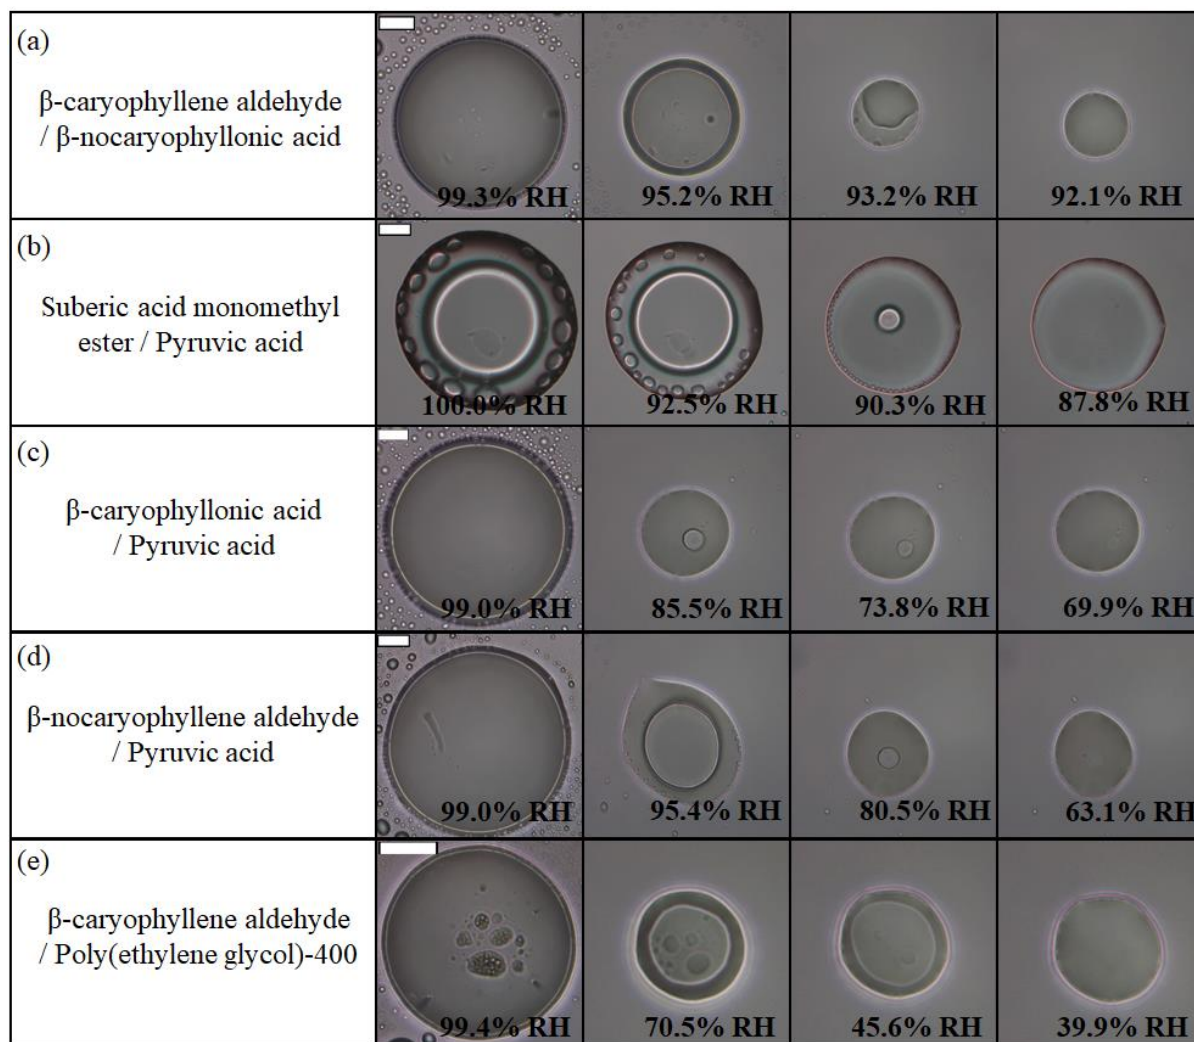 (a)
β-caryophyllene aldehyde
/ β-nocaryophyllonic acid
99.3% RH
95.2% RH
93.2% RH
92.1% RH
(b)
Suberic acid monomethyl
ester / Pyruvic acid
100.0% RH
92.5% RH
90.3% RH
87.8% RH
(c)
β-caryophyllonic acid
/ Pyruvic acid
99.0% RH
85.5% RH
73.8% RH
69.9% RH
(d)
β-nocaryophyllene aldehyde
/ Pyruvic acid
99.0% RH
95.4% RH
80.5% RH
63.1% RH
(e)
β-caryophyllene aldehyde
/ Poly(ethylene glycol)-400
99.4% RH
70.5% RH
45.6% RH
39.9% RH